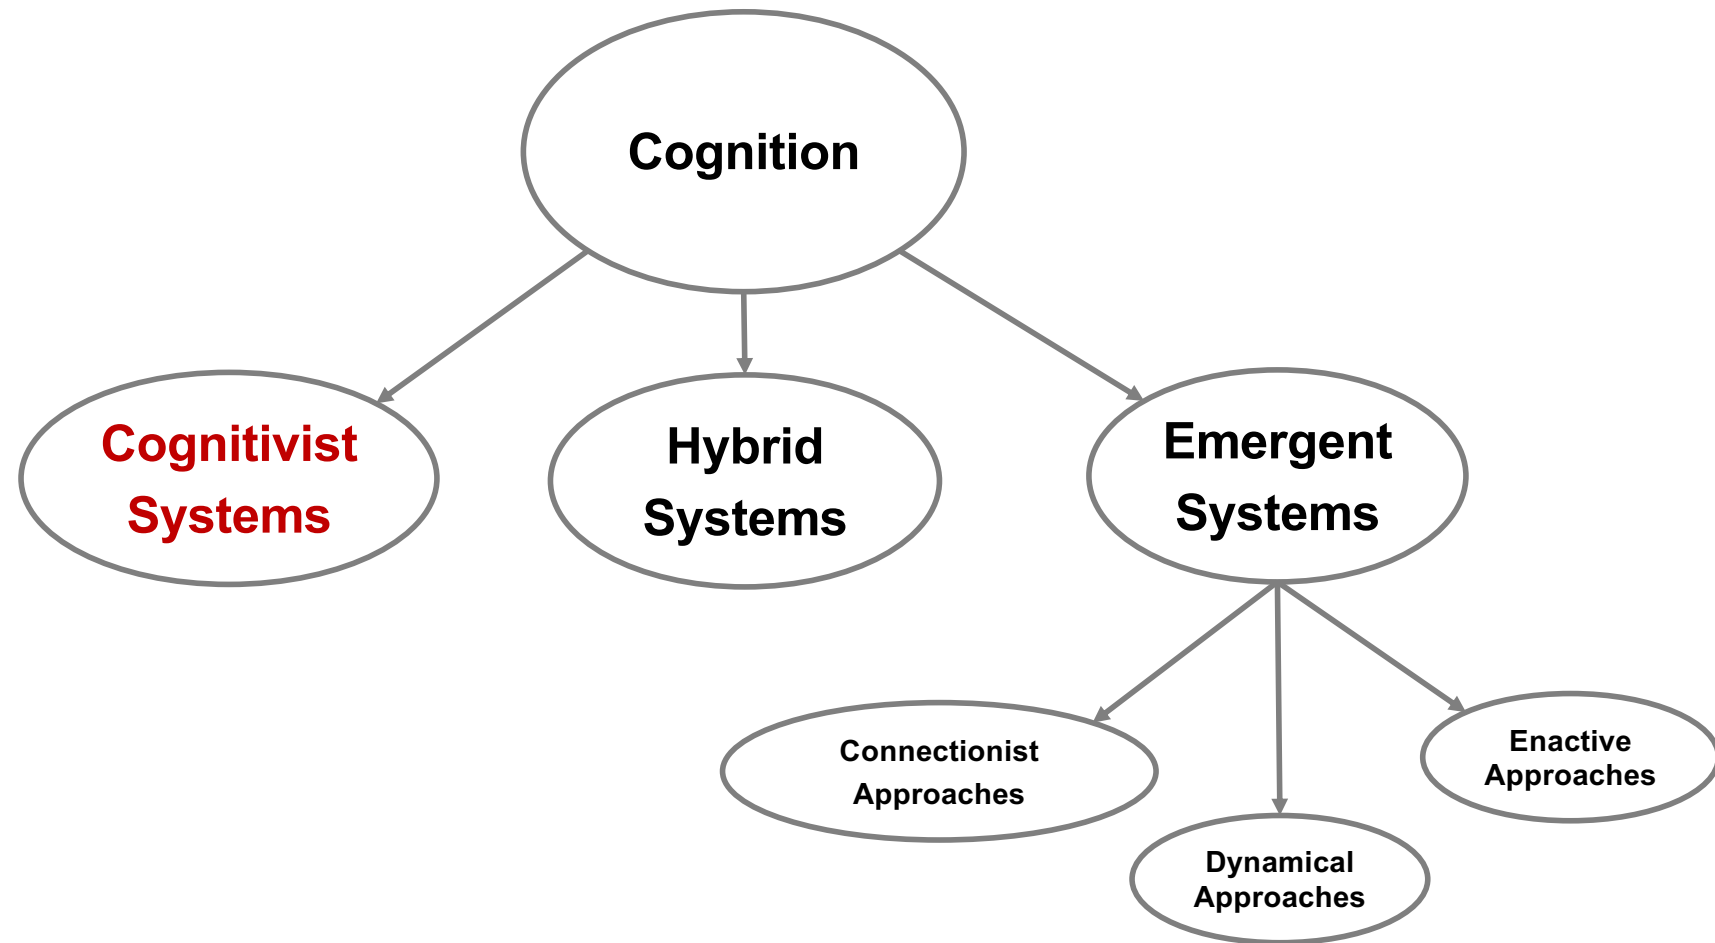 Cognition
Cognitivist
Systems
Hybrid
Systems
Emergent
Systems
Connectionist
Approaches
Dynamical
Approaches
Enactive
Approaches